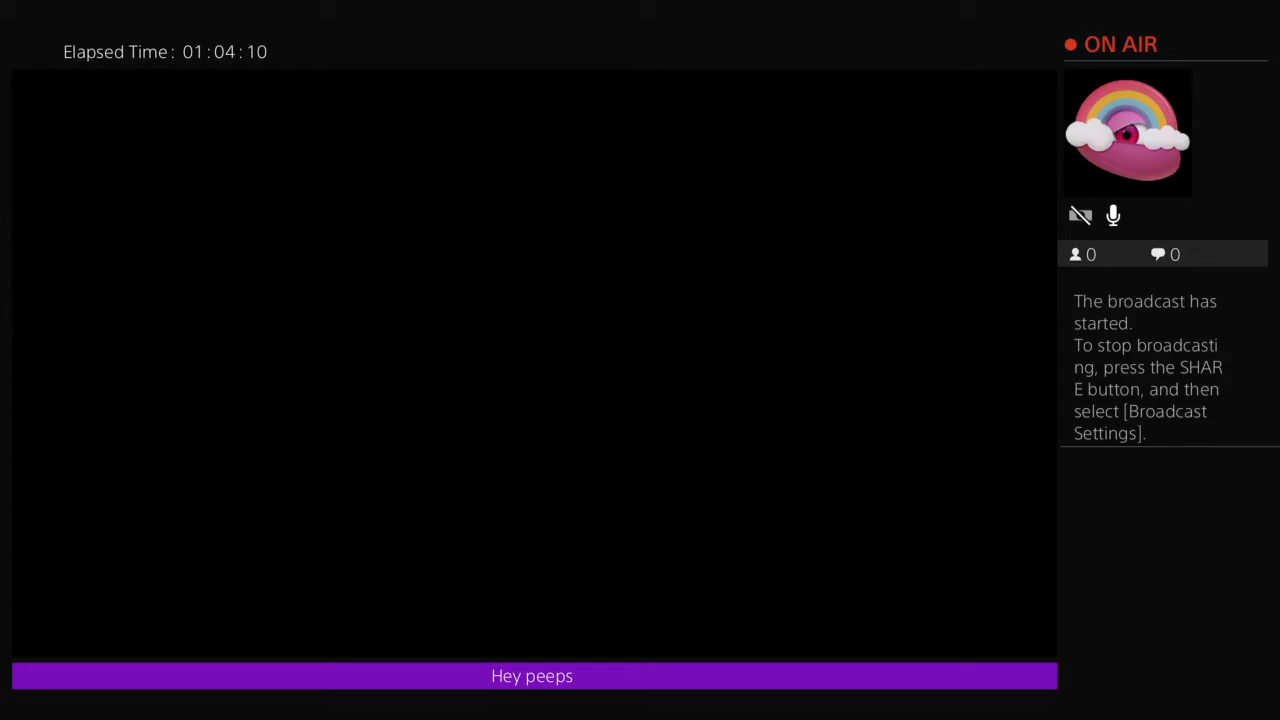 Elapsed Time: 01:04:10
ON AIR
0 0
The broadcast has
started.
To stop broadcasti
ng, press the SHAR
E button, and then
select [Broadcast
Settings].
Hey peeps